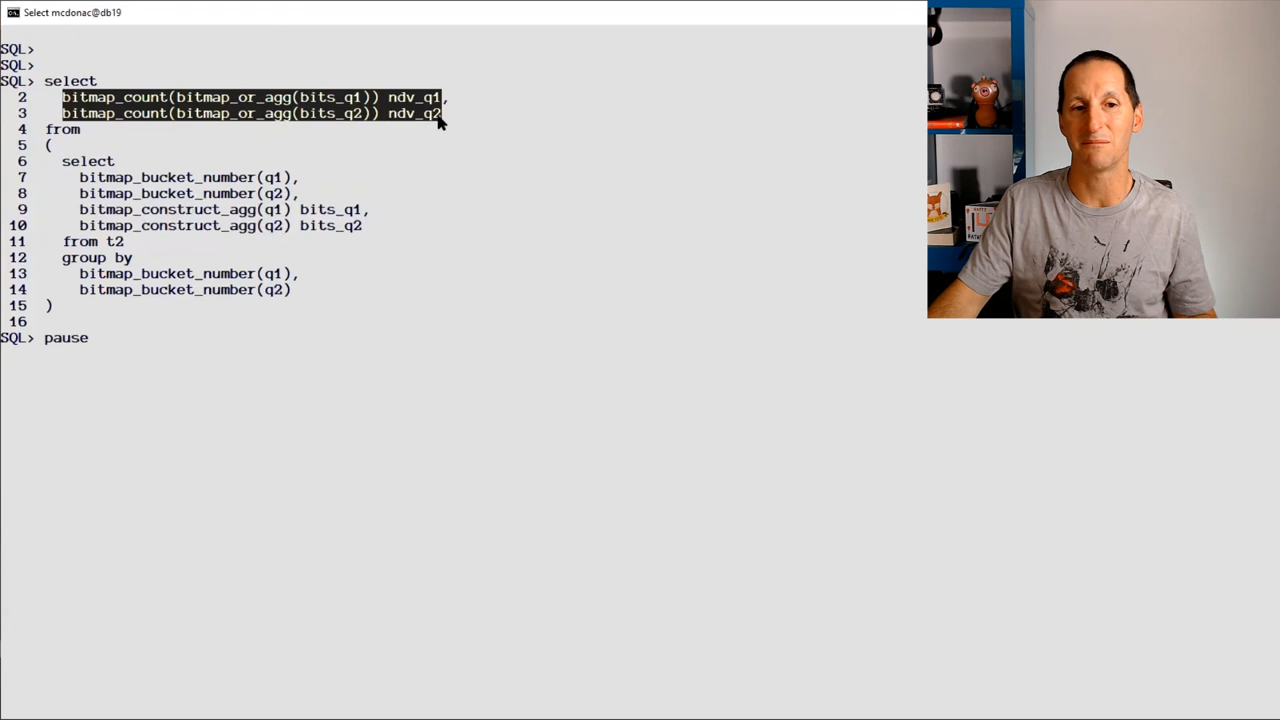 Select mcdonac@db19
SQL>
SQL>
SQL> select
2 bitmap_count(bitmap_or_agg(bits_q1)) ndv_q1,
3 bitmap_count(bitmap_or_agg(bits_q2)) ndv_q2
4 from
5 (
6 select
7 bitmap_bucket_number(q1),
8 bitmap_bucket_number(q2),
9 bitmap_construct_agg(q1) bits_q1,
10 bitmap_construct_agg(q2) bits_q2
11 from t2
12 group by
13 bitmap_bucket_number(q1),
14 bitmap_bucket_number(q2)
15 )
16
SQL> pause